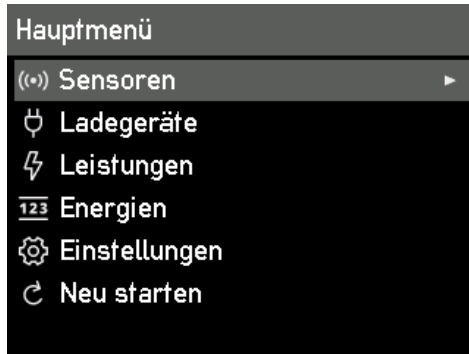 Hauptmenü
Sensoren
Ladegeräte
Leistungen
123 Energien
Einstellungen
Neu starten